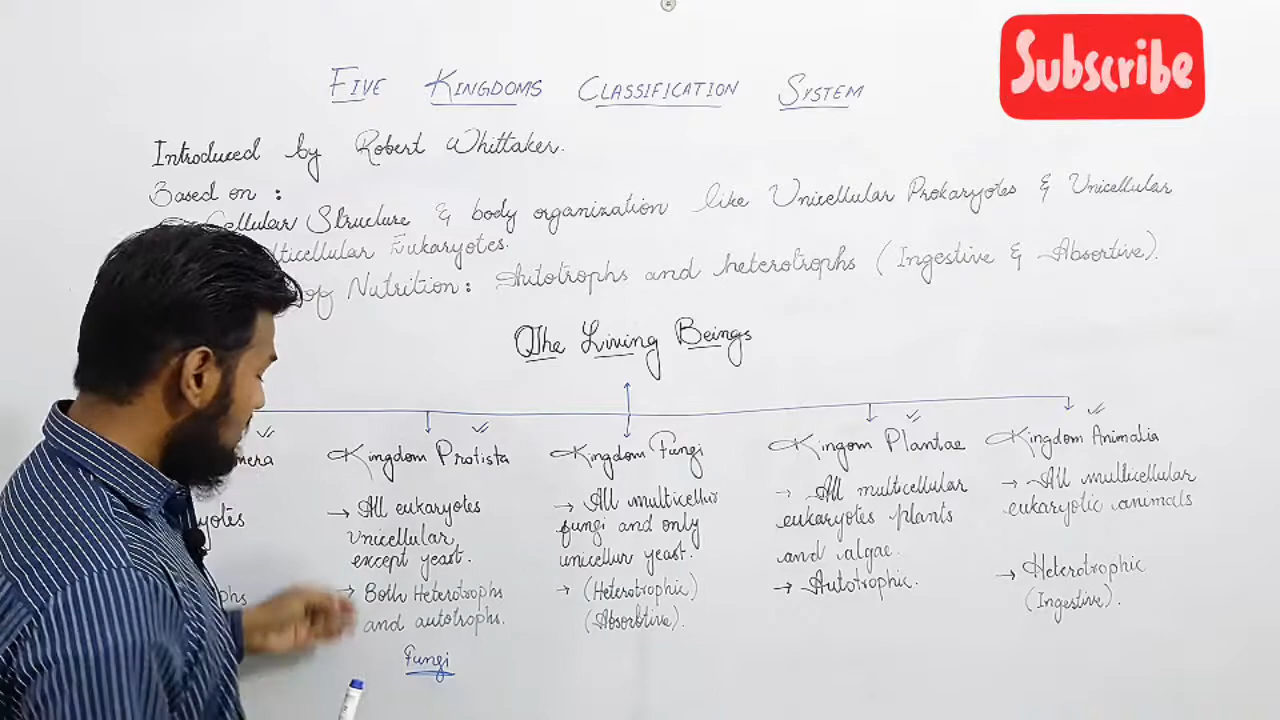 Subscribe
FIVE KINGDOMS CLASSIFICATION SYSTEM
Introduced by Robert Whittaker.
Based on :
Cellular Structure & body organization like Unicellular Prokaryotes & Unicellular
Eukaryotes.
of Nutrition: Autotrophs and heterotrophs (Ingestive & Absortive).
The Living Beings
Kingdom Protista
→ All eukaryotes
unicellular,
except yeast.
→ Both Heterotrophs
and autotrophs.
Fungi
Kingdom Fungi
→ All multicellur
fungi and only
unicellur yeast.
→ (Heterotrophic)
(Absorbtive).
Kingom Plantae
→ All multicellular
eukaryotes plants
and algae.
→ Autotrophic.
Kingdom Animalia
→ All multicellular
eukaryotic animals
→ Heterotrophic
(Ingestive).